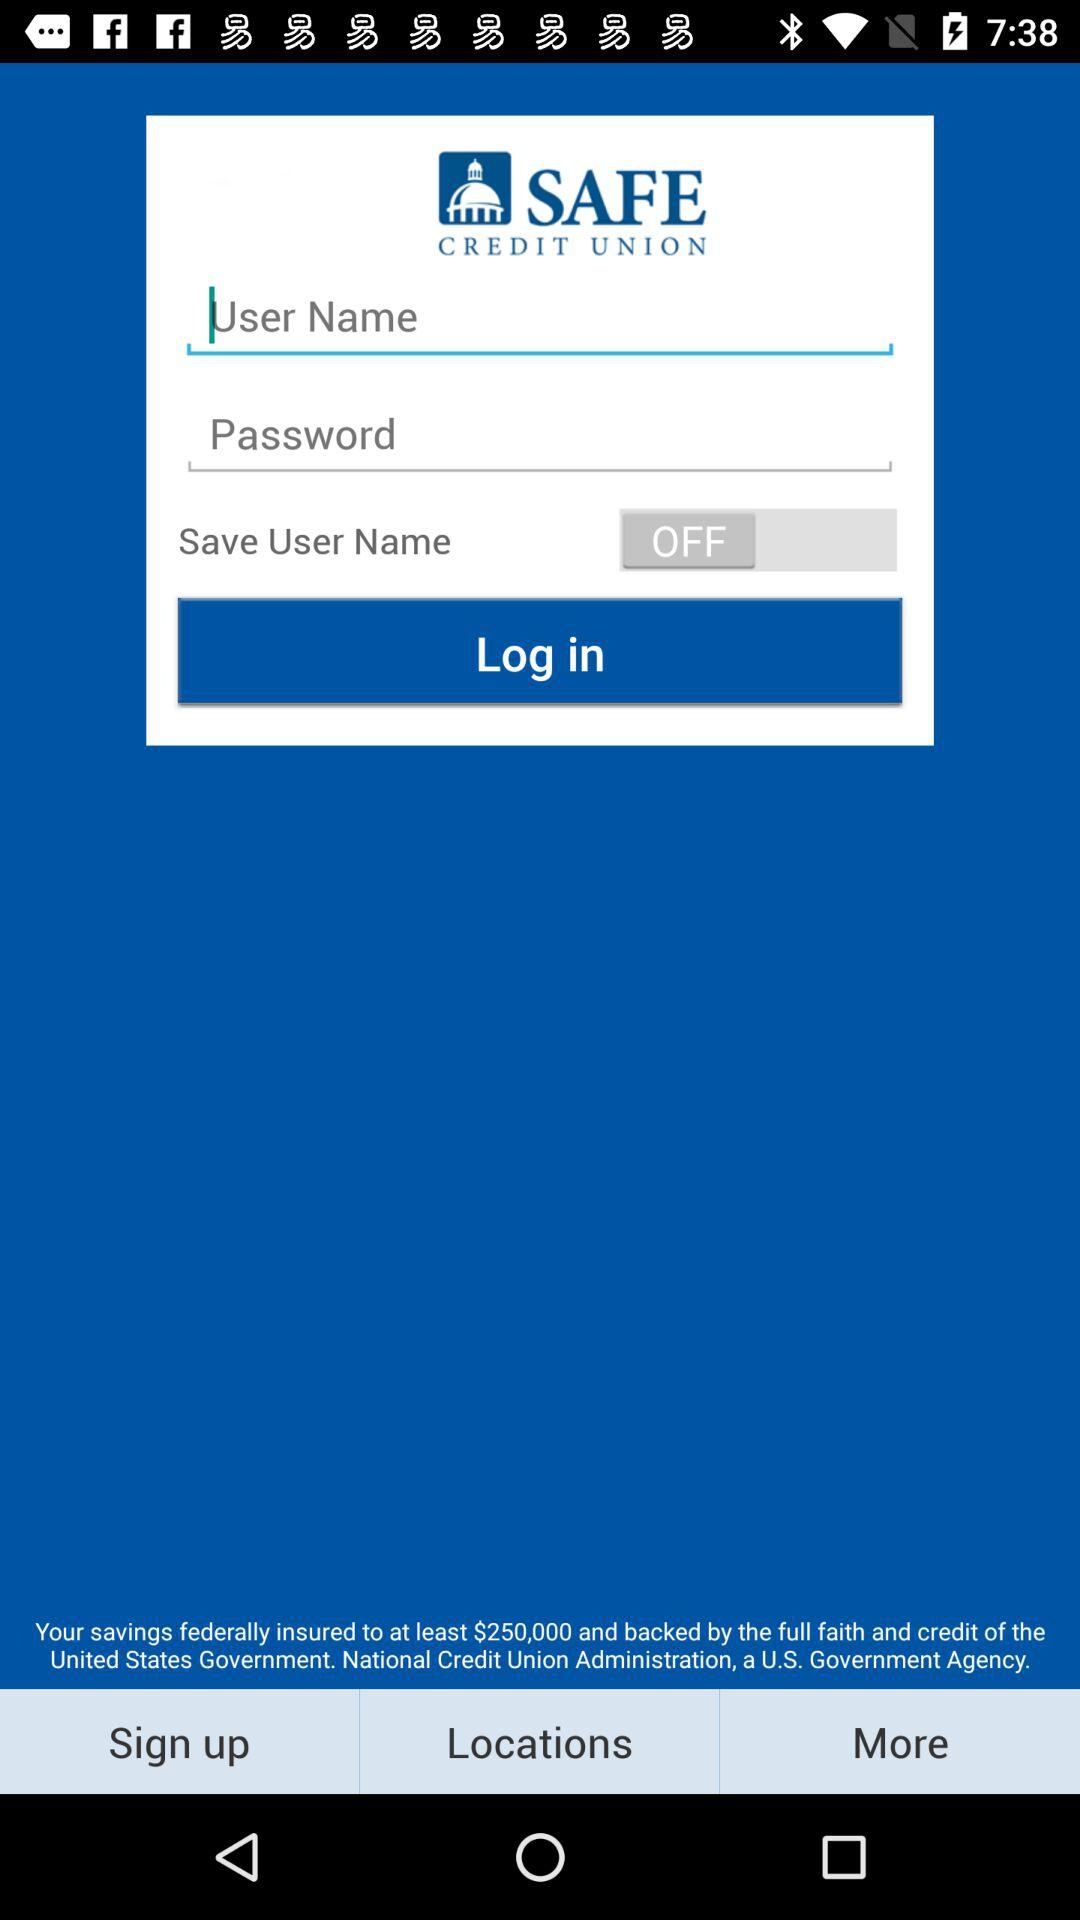 7:38
SAFE
CREDIT UNION
User Name
Password
Save User Name OFF
Log in
Your savings federally insured to at least $250,000 and backed by the full faith and credit of the
United States Government. National Credit Union Administration, a U.S. Government Agency.
Sign up Locations More